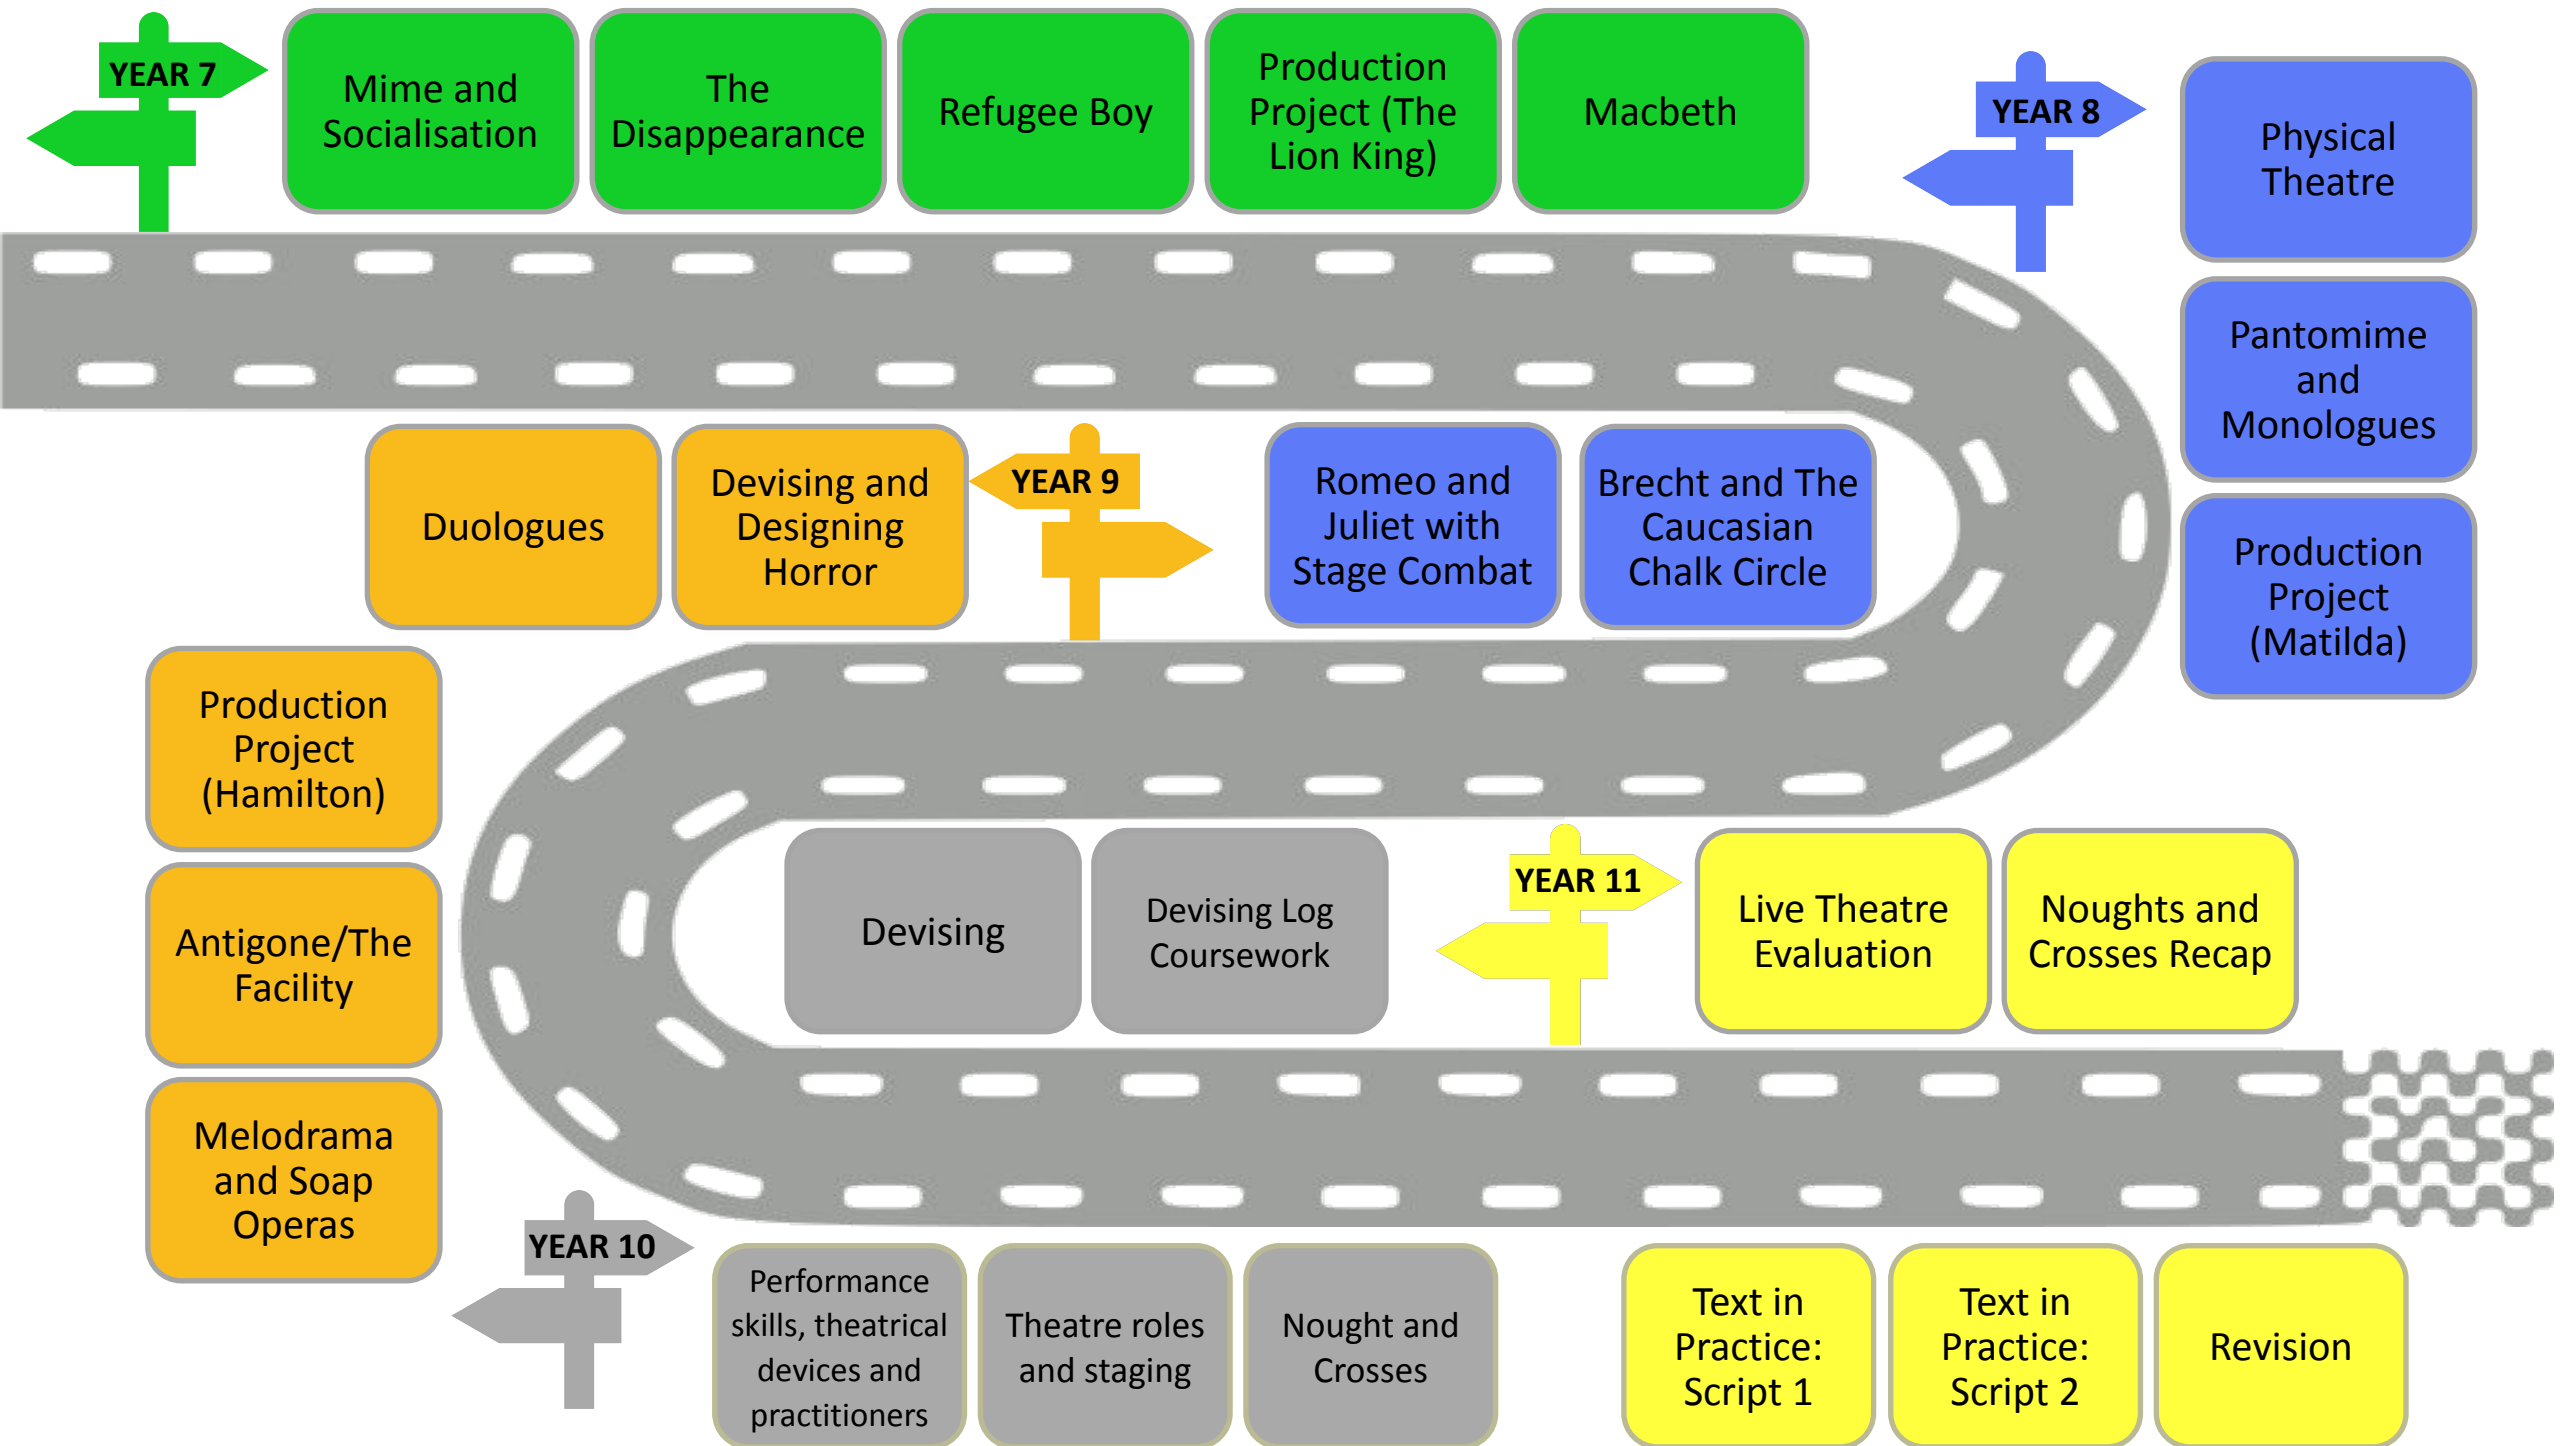 YEAR 7
Mime and
Socialisation
The
Disappearance
Refugee Boy
Production
Project (The
Lion King)
Macbeth
YEAR 8
Physical
Theatre
Pantomime
and
Monologues
Production
Project
(Matilda)
Brecht and The
Caucasian
Chalk Circle
Romeo and
Juliet with
Stage Combat
YEAR 9
Devising and
Designing
Horror
Duologues
Production
Project
(Hamilton)
Antigone/The
Facility
Melodrama
and Soap
Operas
YEAR 10
Performance
skills, theatrical
devices and
practitioners
Theatre roles
and staging
Nought and
Crosses
Devising
Devising Log
Coursework
YEAR 11
Live Theatre
Evaluation
Noughts and
Crosses Recap
Text in
Practice:
Script 1
Text in
Practice:
Script 2
Revision